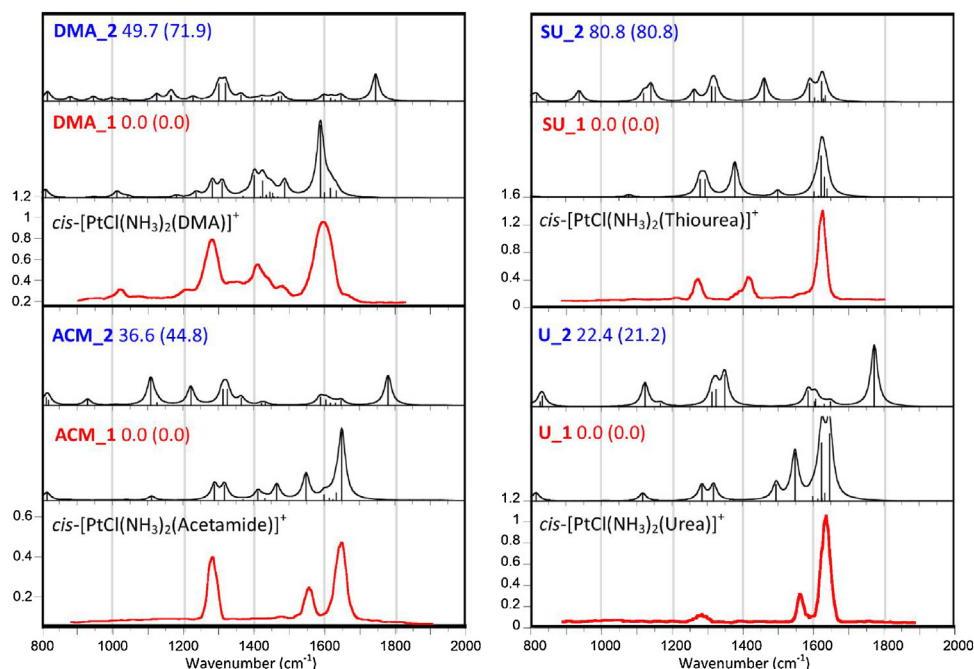 DMA_2 49.7 (71.9)
DMA_1 0.0 (0.0)
1.2
cis-[PtCl(NH3)2(DMA)]+
1
0.8
0.6
0.4
0.2
ACM_2 36.6 (44.8)
ACM_1 0.0 (0.0)
0.6
cis-[PtCl(NH3)2(Acetamide)]+
0.4
0.2
800 1000 1200 1400 1600 1800 2000
Wavenumber (cm-1)
SU_2 80.8 (80.8)
SU_1 0.0 (0.0)
1.6
cis-[PtCl(NH3)2(Thiourea)]+
1.2
0.8
0.4
0
U_2 22.4 (21.2)
U_1 0.0 (0.0)
1.2
cis-[PtCl(NH3)2(Urea)]+
1
0.8
0.6
0.4
0.2
0
800 1000 1200 1400 1600 1800 2000
Wavenumber (cm-1)